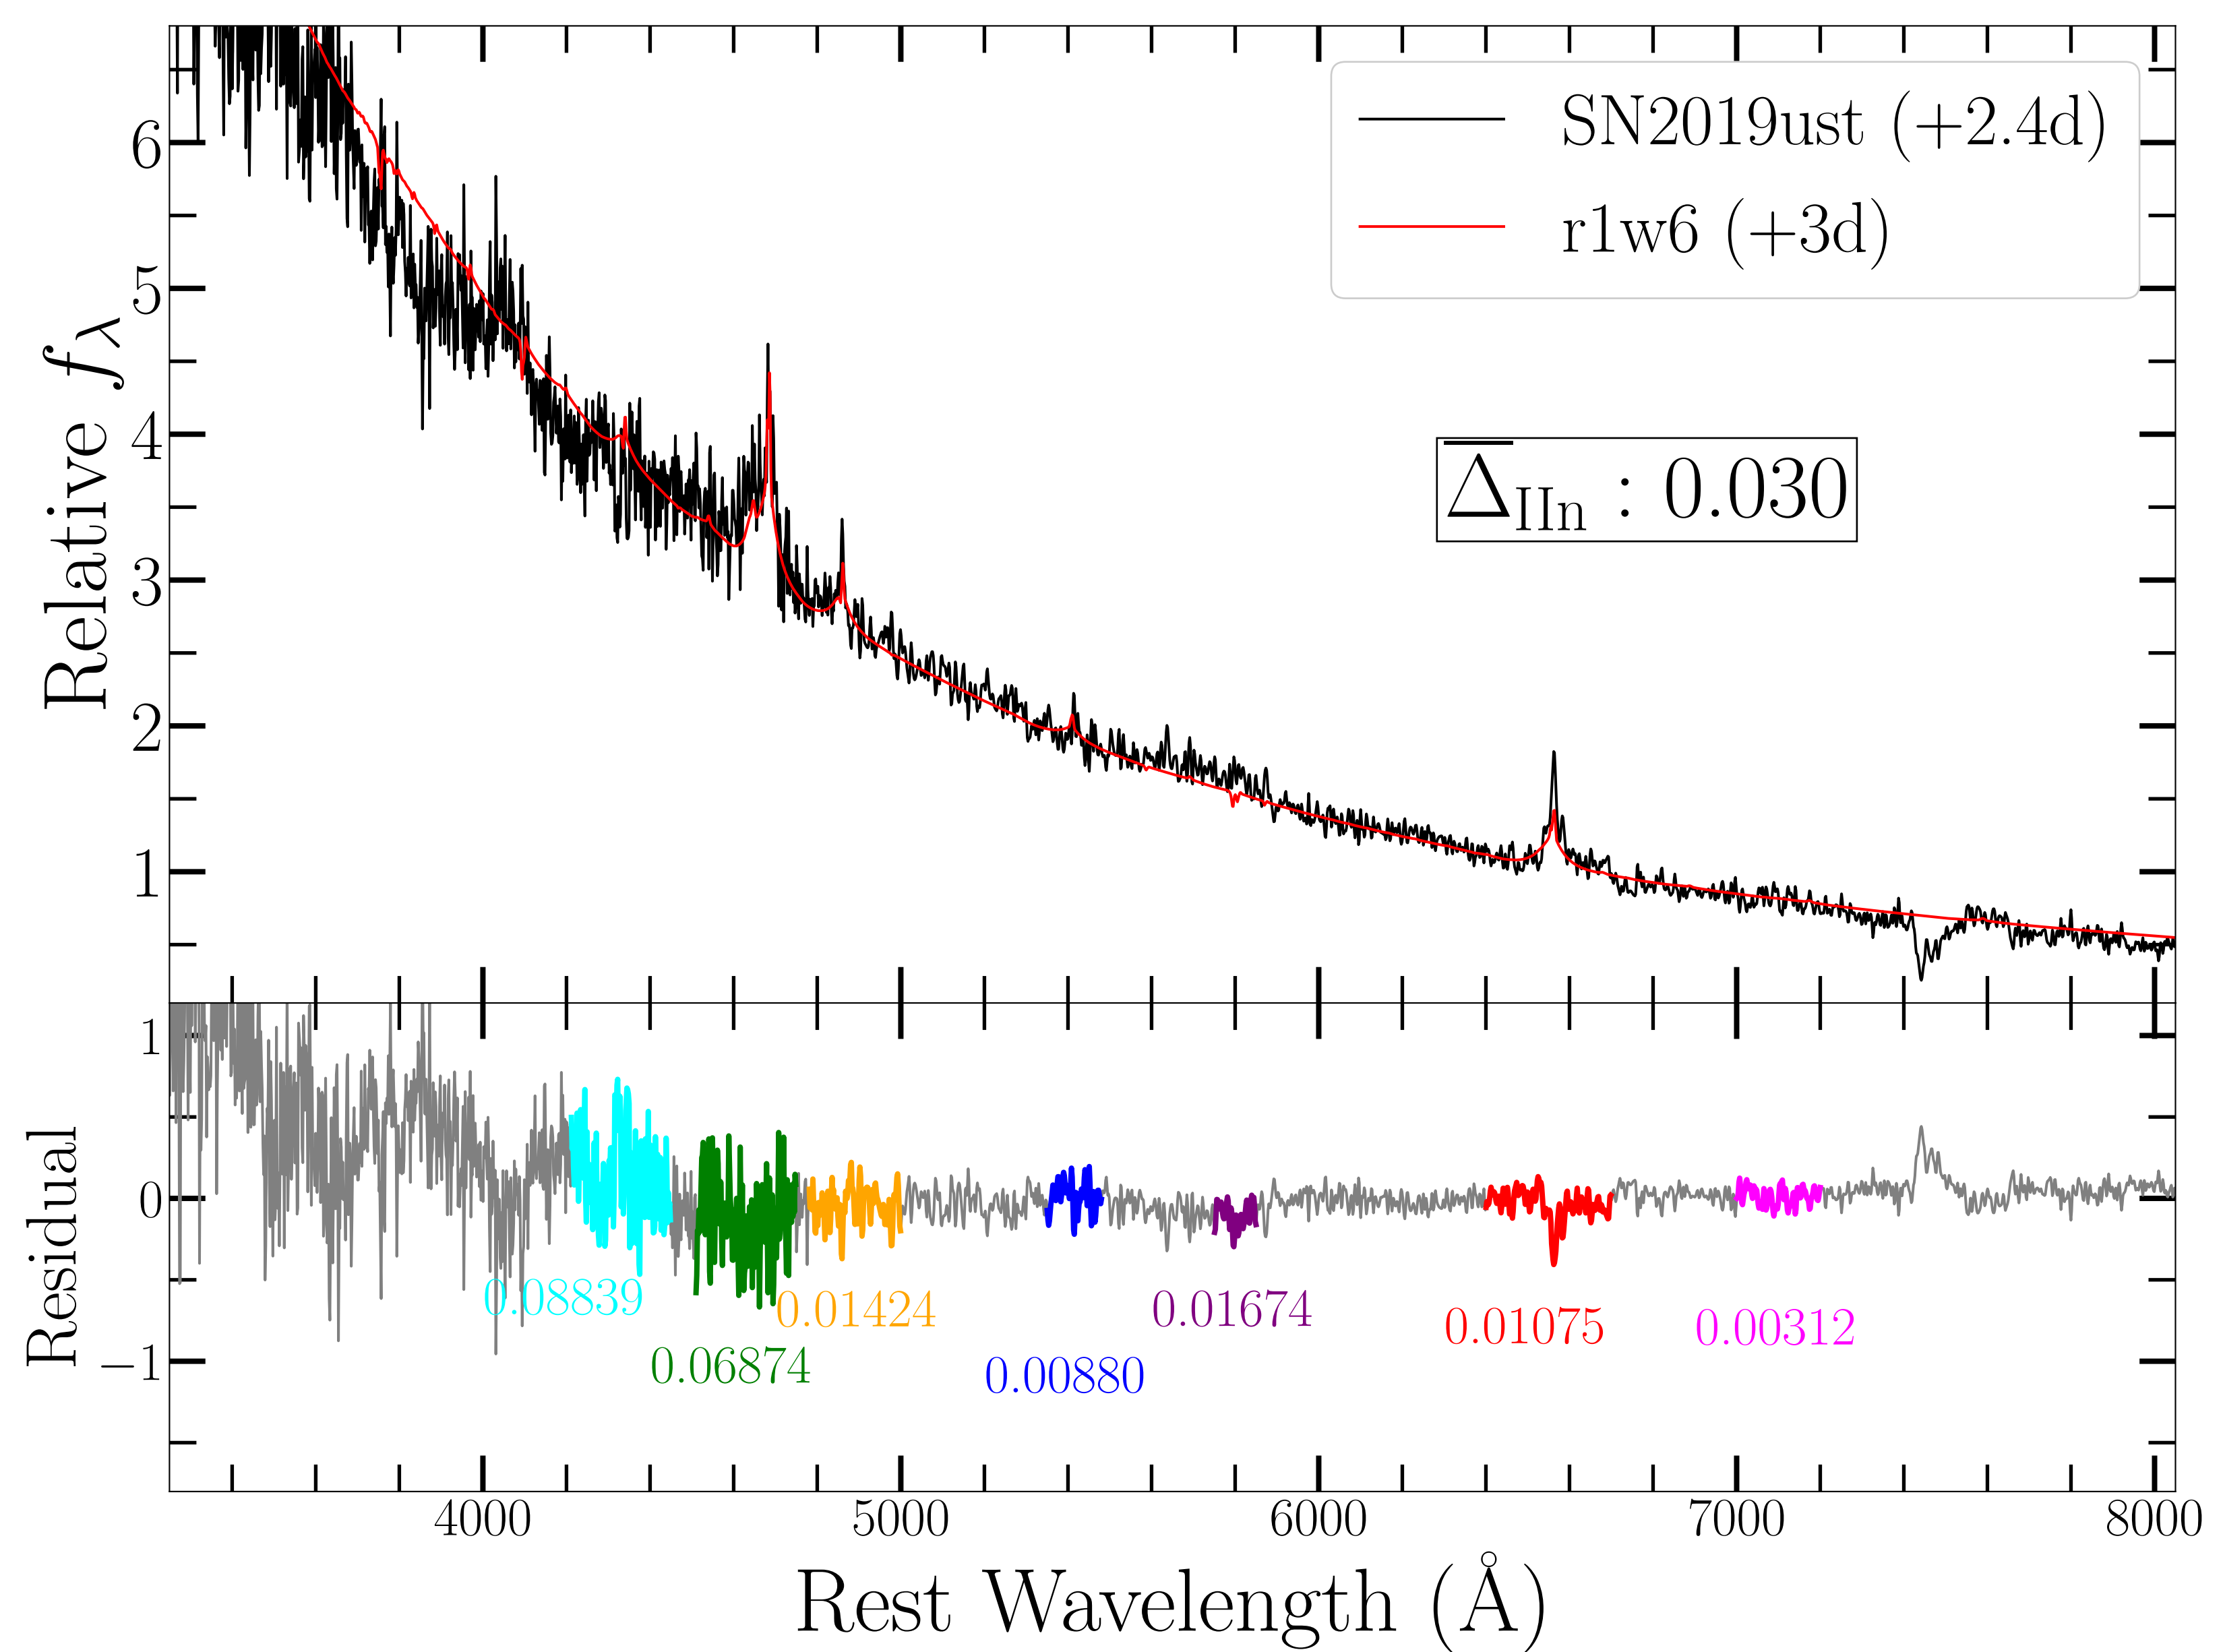 SN2019ust (+2.4d)
r1w6 (+3d)
6
5
4
3
2
1
Relative fλ
Δ̅IIn : 0.030
1
0
−1
Residual
0.08839
0.06874
0.01424
0.00880
0.01674
0.01075
0.00312
4000 5000 6000 7000 8000
Rest Wavelength (Å)